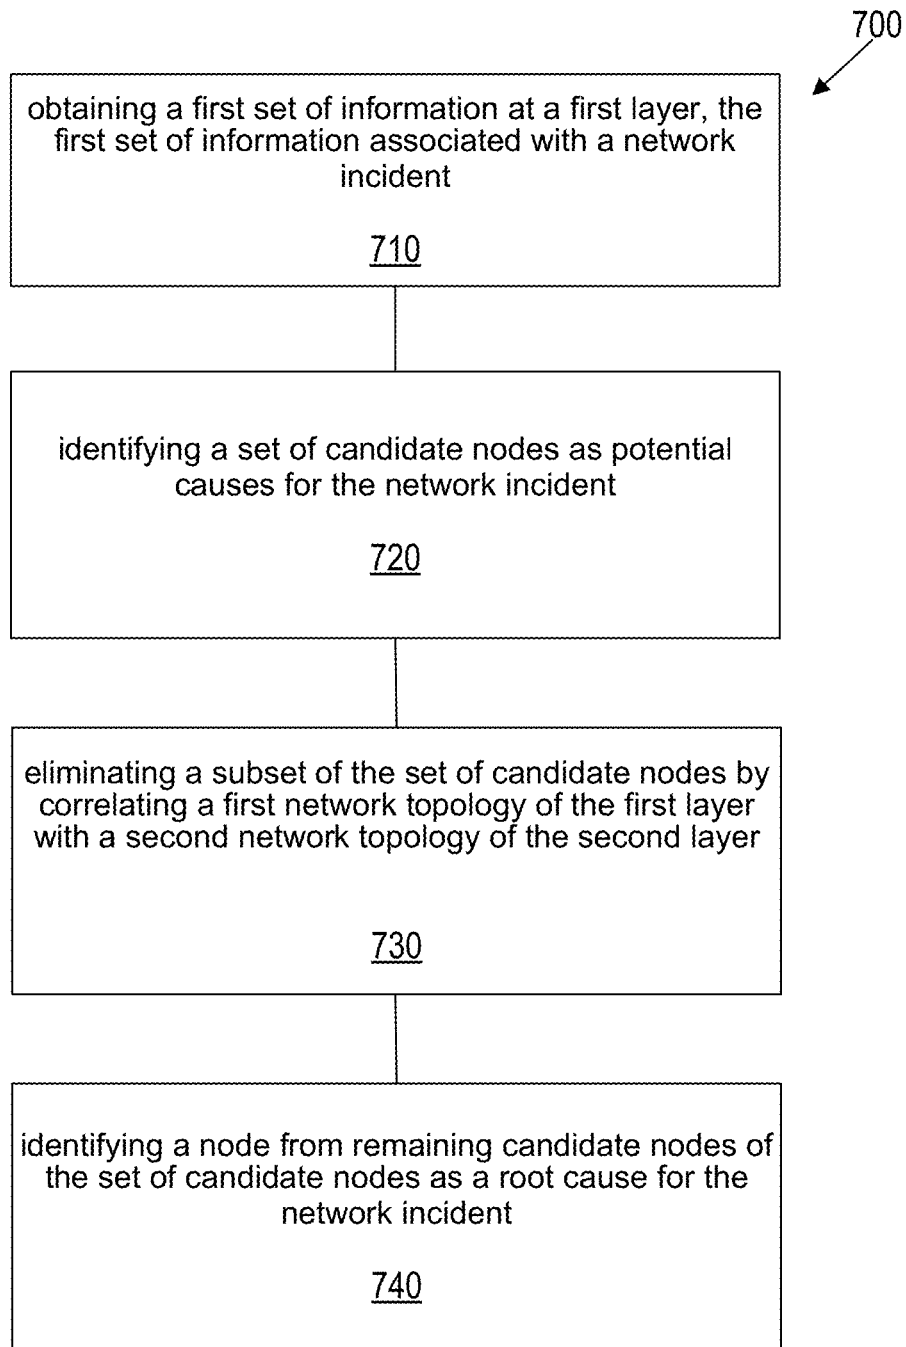 700
obtaining a first set of information at a first layer, the
first set of information associated with a network
incident
710
identifying a set of candidate nodes as potential
causes for the network incident
720
eliminating a subset of the set of candidate nodes by
correlating a first network topology of the first layer
with a second network topology of the second layer
730
identifying a node from remaining candidate nodes of
the set of candidate nodes as a root cause for the
network incident
740